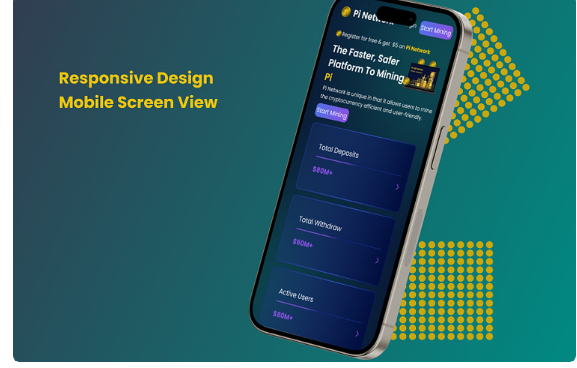 Responsive Design
Mobile Screen View
Pi Network
Start Mining
Register for free & get $5 on Pi Network
The Faster, Safer
Platform To Mining
Pi
Pi Network is unique in that it allows users to mine
the cryptocurrency efficient and user-friendly.
Start Mining
Total Deposits
$80M+
Total Withdraw
$60M+
Active Users
$80M+